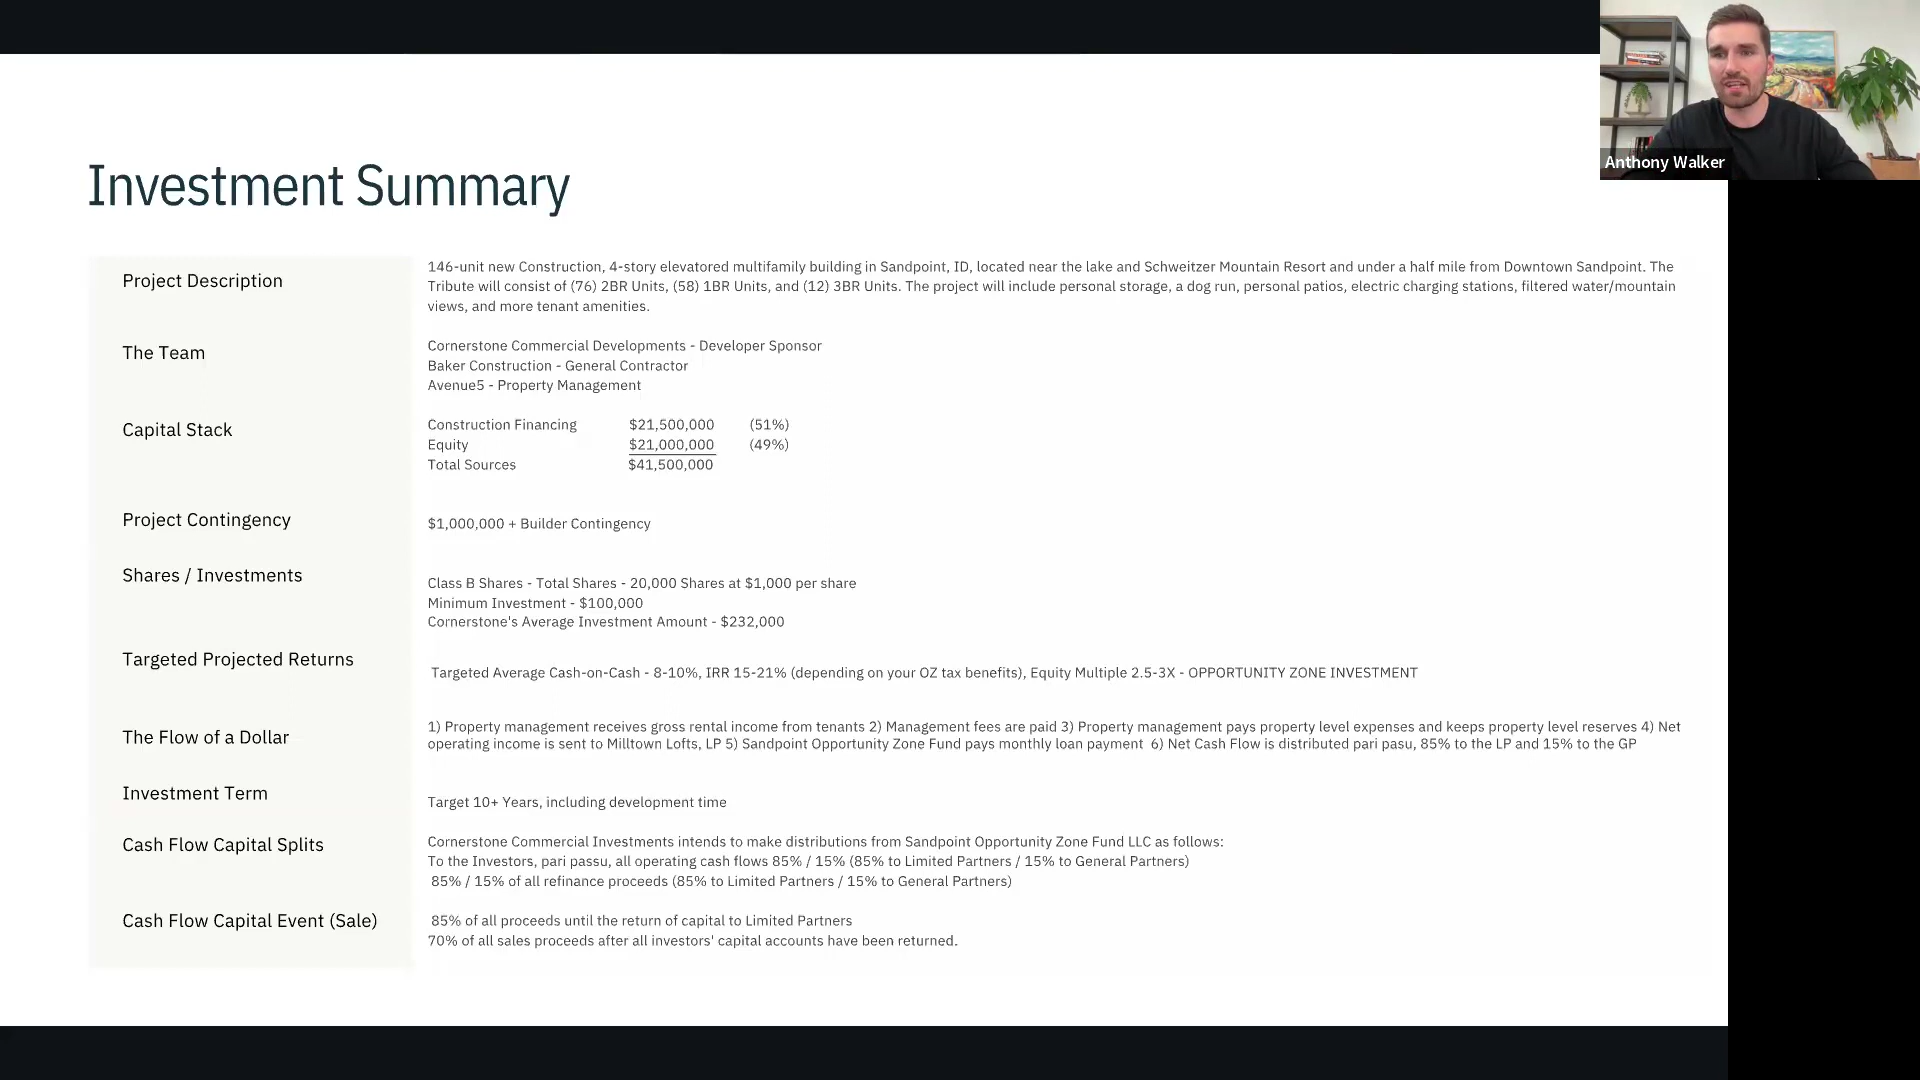 Anthony Walker
Investment Summary
Project Description
146-unit new Construction, 4-story elevatored multifamily building in Sandpoint, ID, located near the lake and Schweitzer Mountain Resort and under a half mile from Downtown Sandpoint. The
Tribute will consist of (76) 2BR Units, (58) 1BR Units, and (12) 3BR Units. The project will include personal storage, a dog run, personal patios, electric charging stations, filtered water/mountain
views, and more tenant amenities.
The Team
Cornerstone Commercial Developments - Developer Sponsor
Baker Construction - General Contractor
Avenue5 - Property Management
Capital Stack
Construction Financing $21,500,000 (51%)
Equity $21,000,000 (49%)
Total Sources $41,500,000
Project Contingency
$1,000,000 + Builder Contingency
Shares / Investments
Class B Shares - Total Shares - 20,000 Shares at $1,000 per share
Minimum Investment - $100,000
Cornerstone's Average Investment Amount - $232,000
Targeted Projected Returns
Targeted Average Cash-on-Cash - 8-10%, IRR 15-21% (depending on your OZ tax benefits), Equity Multiple 2.5-3X - OPPORTUNITY ZONE INVESTMENT
The Flow of a Dollar
1) Property management receives gross rental income from tenants 2) Management fees are paid 3) Property management pays property level expenses and keeps property level reserves 4) Net
operating income is sent to Milltown Lofts, LP 5) Sandpoint Opportunity Zone Fund pays monthly loan payment 6) Net Cash Flow is distributed pari pasu, 85% to the LP and 15% to the GP
Investment Term
Target 10+ Years, including development time
Cash Flow Capital Splits
Cornerstone Commercial Investments intends to make distributions from Sandpoint Opportunity Zone Fund LLC as follows:
To the Investors, pari passu, all operating cash flows 85% / 15% (85% to Limited Partners / 15% to General Partners)
85% / 15% of all refinance proceeds (85% to Limited Partners / 15% to General Partners)
Cash Flow Capital Event (Sale)
85% of all proceeds until the return of capital to Limited Partners
70% of all sales proceeds after all investors' capital accounts have been returned.